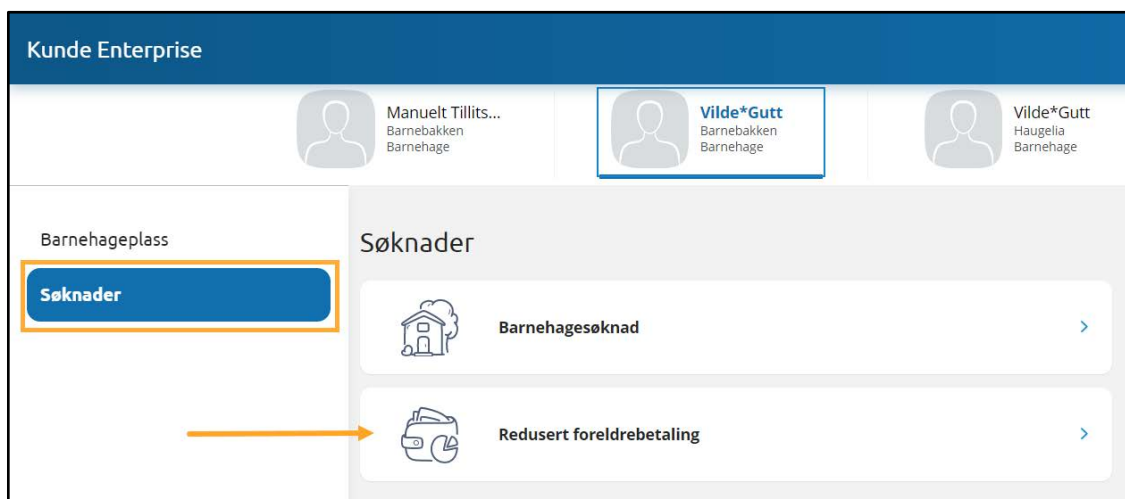 Kunde Enterprise
Manuelt Tillits...
Barnebakken
Barnehage
Vilde*Gutt
Barnebakken
Barnehage
Vilde*Gutt
Haugelia
Barnehage
Barnehageplass
Søknader
Søknader
Barnehagesøknad
Redusert foreldrebetaling